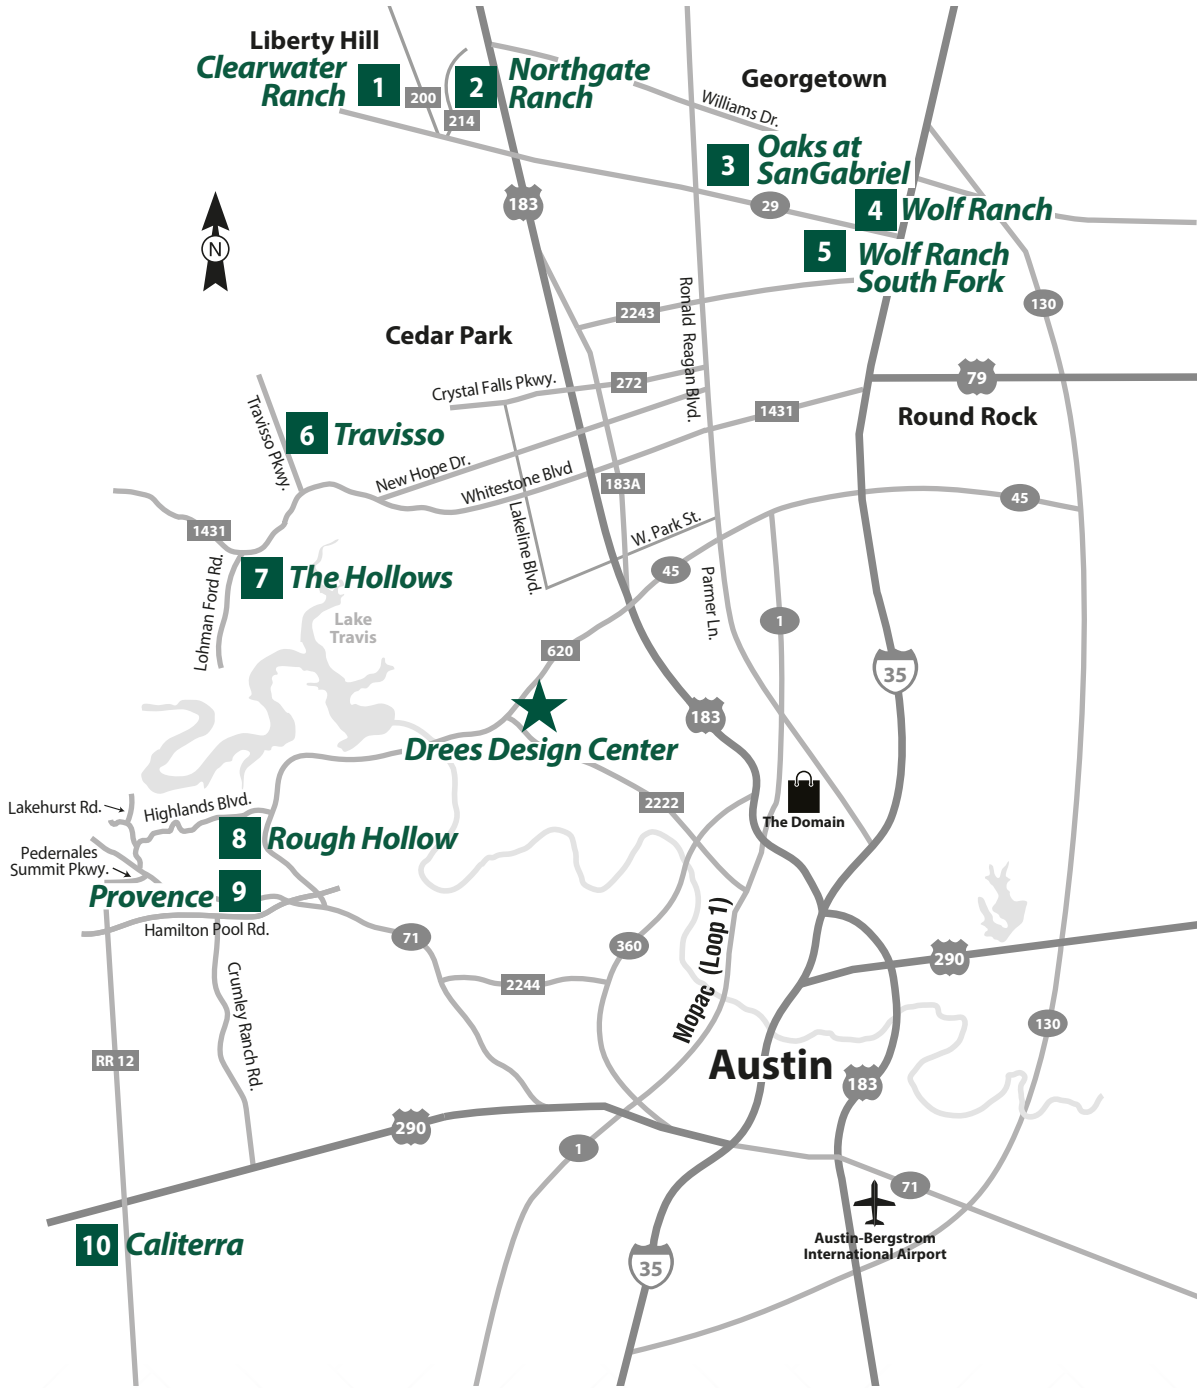 Liberty Hill
Clearwater
Ranch
1
200
2
214
Northgate
Ranch
Georgetown
Williams Dr.
3
Oaks at
SanGabriel
183
29
4
Wolf Ranch
5
Wolf Ranch
South Fork
N
130
2243
Ronald Reagan Blvd.
Cedar Park
79
Crystal Falls Pkwy.
272
1431
Round Rock
Travisso Pkwy.
6
Travisso
New Hope Dr.
Whitestone Blvd
183A
45
Lakeline Blvd.
W. Park St.
1431
Lohman Ford Rd.
7
The Hollows
45
Parmer Ln.
Lake
Travis
1
620
35
183
Drees Design Center
Lakehurst Rd.
Highlands Blvd.
2222
The Domain
8
Rough Hollow
Pedernales
Summit Pkwy.
Provence
9
Hamilton Pool Rd.
71
360
Mopac (Loop 1)
290
2244
Crumley Ranch Rd.
130
RR 12
Austin
183
290
1
71
Austin-Bergstrom
International Airport
10
Caliterra
35